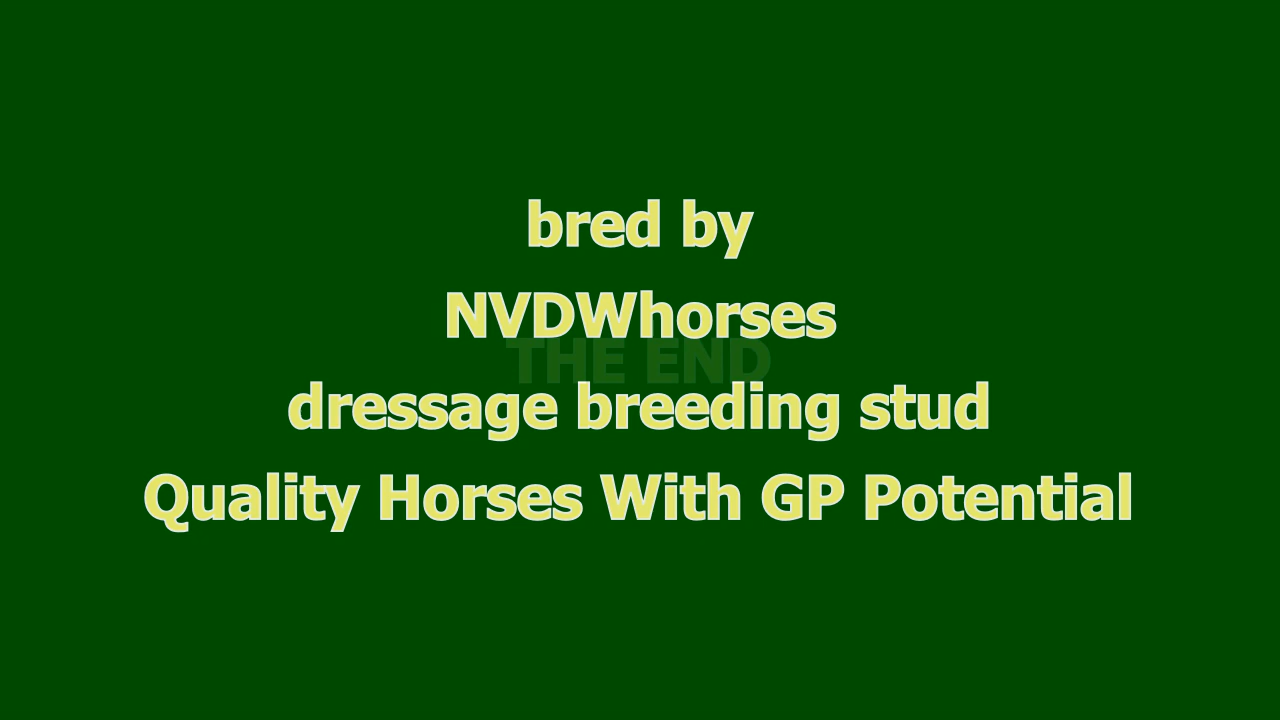 bred by
NVDWhorses
THE END
dressage breeding stud
Quality Horses With GP Potential